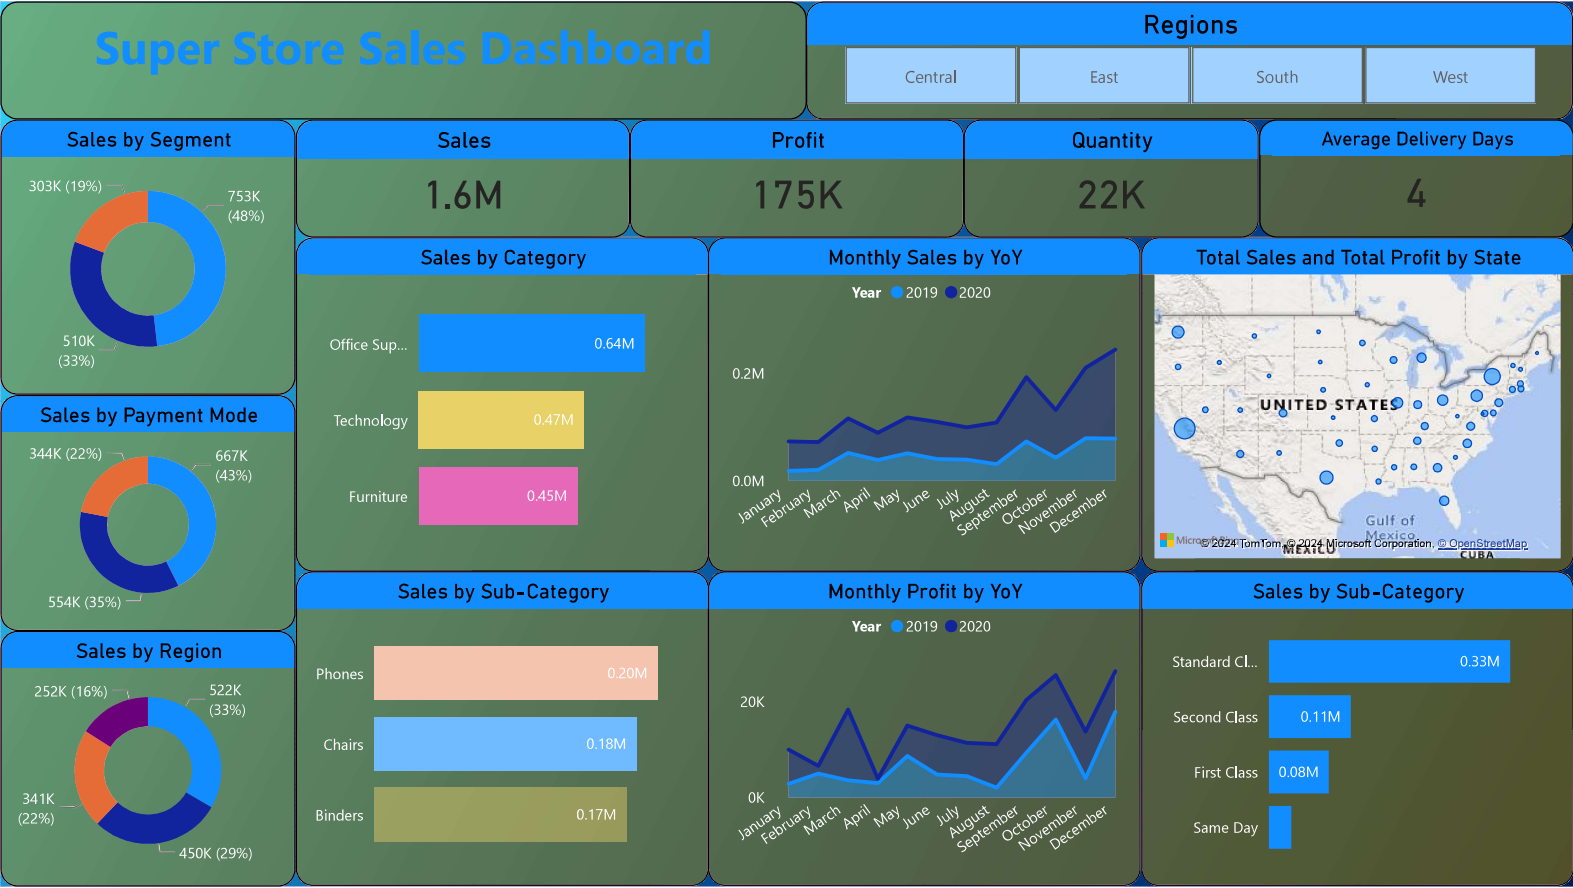 Super Store Sales Dashboard
Regions
Central
East
South
West
Sales by Segment
303K (19%)
753K
(48%)
510K
(33%)
Sales
1.6M
Profit
175K
Quantity
22K
Average Delivery Days
4
Sales by Category
Office Sup...
0.64M
Technology
0.47M
Furniture
0.45M
Monthly Sales by YoY
Year 2019 2020
0.2M
0.0M
January
February
March
April
May
June
July
August
September
October
November
December
Total Sales and Total Profit by State
UNITED STATES
Gulf of
Mexico
MEXICO
CUBA
© 2024 TomTom, © 2024 Microsoft Corporation, © OpenStreetMap
Sales by Payment Mode
344K (22%)
667K
(43%)
554K (35%)
Sales by Region
252K (16%)
522K
(33%)
341K
(22%)
450K (29%)
Sales by Sub-Category
Phones
0.20M
Chairs
0.18M
Binders
0.17M
Monthly Profit by YoY
Year 2019 2020
20K
0K
January
February
March
April
May
June
July
August
September
October
November
December
Sales by Sub-Category
Standard Cl...
0.33M
Second Class
0.11M
First Class
0.08M
Same Day